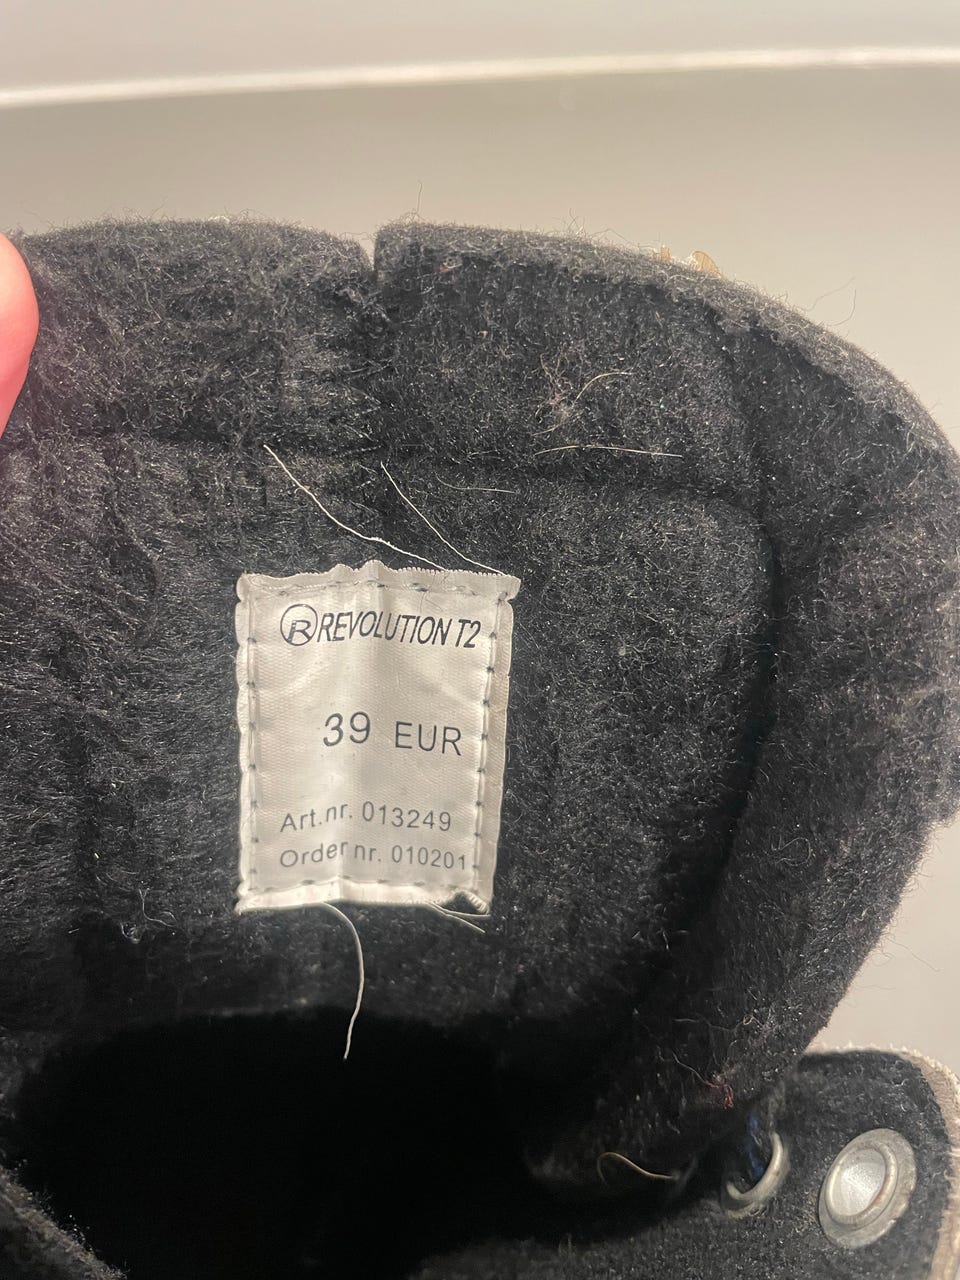 ®REVOLUTION T2
39 EUR
Art.nr. 013249
Order nr. 010201